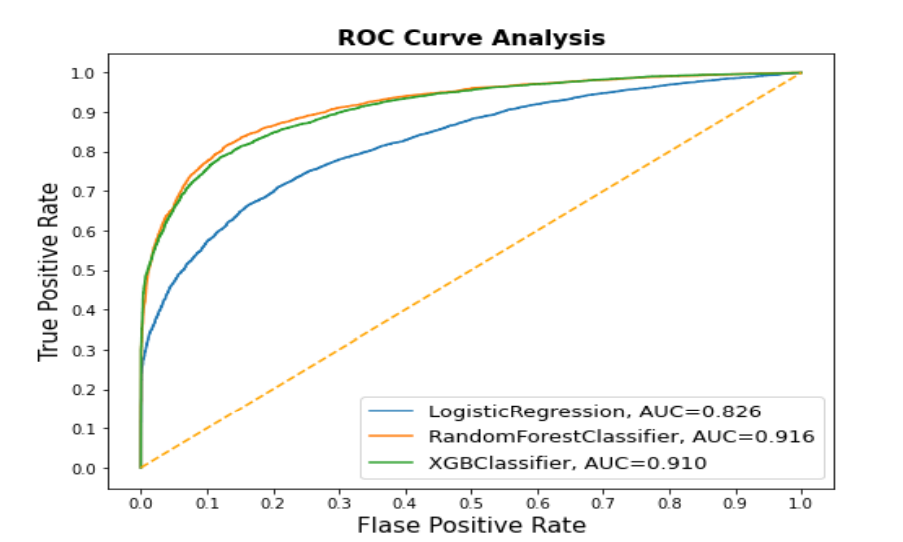 ROC Curve Analysis
1.0
0.9
0.8
0.7
0.6
0.5
0.4
0.3
0.2
0.1
0.0
True Positive Rate
LogisticRegression, AUC=0.826
RandomForestClassifier, AUC=0.916
XGBClassifier, AUC=0.910
0.0 0.1 0.2 0.3 0.4 0.5 0.6 0.7 0.8 0.9 1.0
Flase Positive Rate